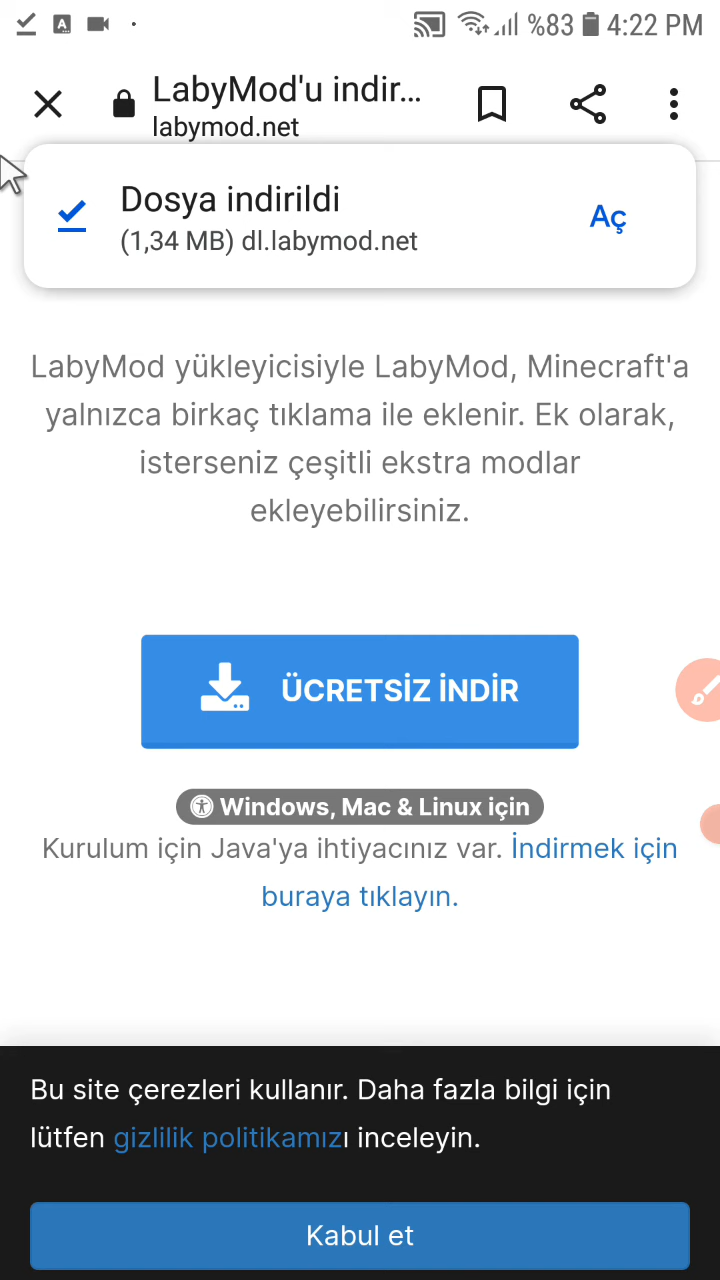 %83 4:22 PM
LabyMod'u indir...
labymod.net
Dosya indirildi
(1,34 MB) dl.labymod.net
Aç
LabyMod yükleyicisiyle LabyMod, Minecraft'a
yalnızca birkaç tıklama ile eklenir. Ek olarak,
isterseniz çeşitli ekstra modlar
ekleyebilirsiniz.
ÜCRETSİZ İNDİR
Windows, Mac & Linux için
Kurulum için Java'ya ihtiyacınız var. İndirmek için
buraya tıklayın.
Bu site çerezleri kullanır. Daha fazla bilgi için
lütfen gizlilik politikamızı inceleyin.
Kabul et